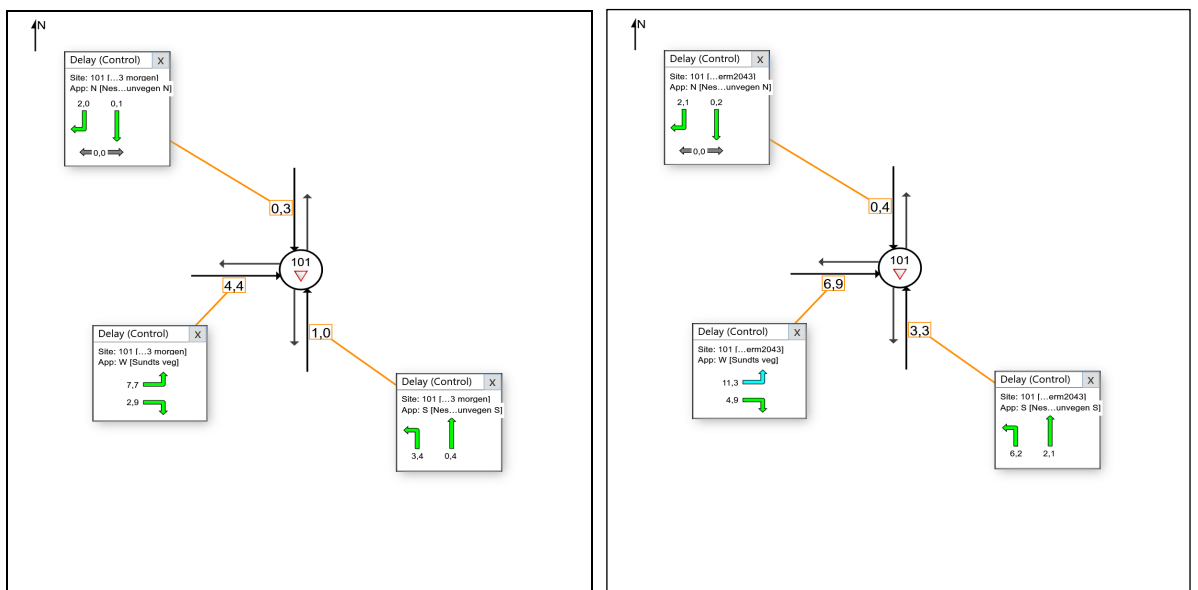 N
Delay (Control) X
Site: 101 [...3 morgen]
App: N [Nes...unvegen N]
2,0 0,1
0,0
0,3
101
4,4
1,0
Delay (Control) X
Site: 101 [...3 morgen]
App: W [Sundts veg]
7,7
2,9
Delay (Control) X
Site: 101 [...3 morgen]
App: S [Nes...unvegen S]
3,4 0,4
N
Delay (Control) X
Site: 101 [...erm2043]
App: N [Nes...unvegen N]
2,1 0,2
0,0
0,4
101
6,9
3,3
Delay (Control) X
Site: 101 [...erm2043]
App: W [Sundts veg]
11,3
4,9
Delay (Control) X
Site: 101 [...erm2043]
App: S [Nes...unvegen S]
6,2 2,1